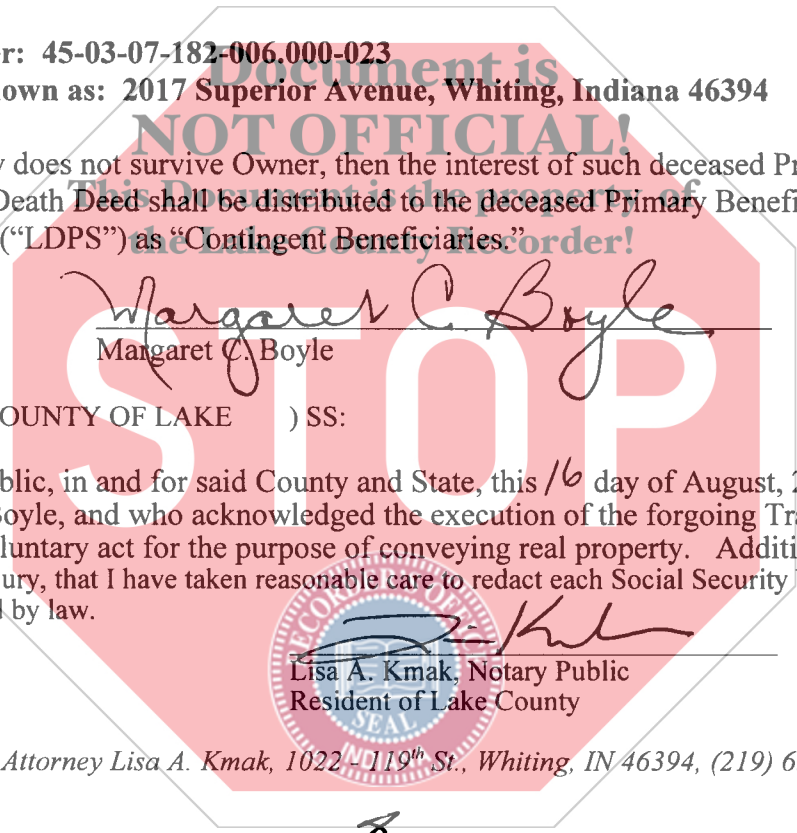 r: 45-03-07-182-006.000-023
own as: 2017 Superior Avenue, Whiting, Indiana 46394
Document is
NOT OFFICIAL!
This Document is the property of
the Lake County Recorder!
y does not survive Owner, then the interest of such deceased Pr
Death Deed shall be distributed to the deceased Primary Benefi
("LDPS") as "Contingent Beneficiaries."
Margaret C. Boyle
Margaret C. Boyle
STOP
OUNTY OF LAKE ) SS:
blic, in and for said County and State, this 16 day of August, 2
Boyle, and who acknowledged the execution of the forgoing Tra
luntary act for the purpose of conveying real property. Additi
ury, that I have taken reasonable care to redact each Social Security
l by law.
RECORDER'S OFFICE
SEAL
Lisa A. Kmak, Notary Public
Resident of Lake County
Attorney Lisa A. Kmak, 1022 - 119th St., Whiting, IN 46394, (219) 6